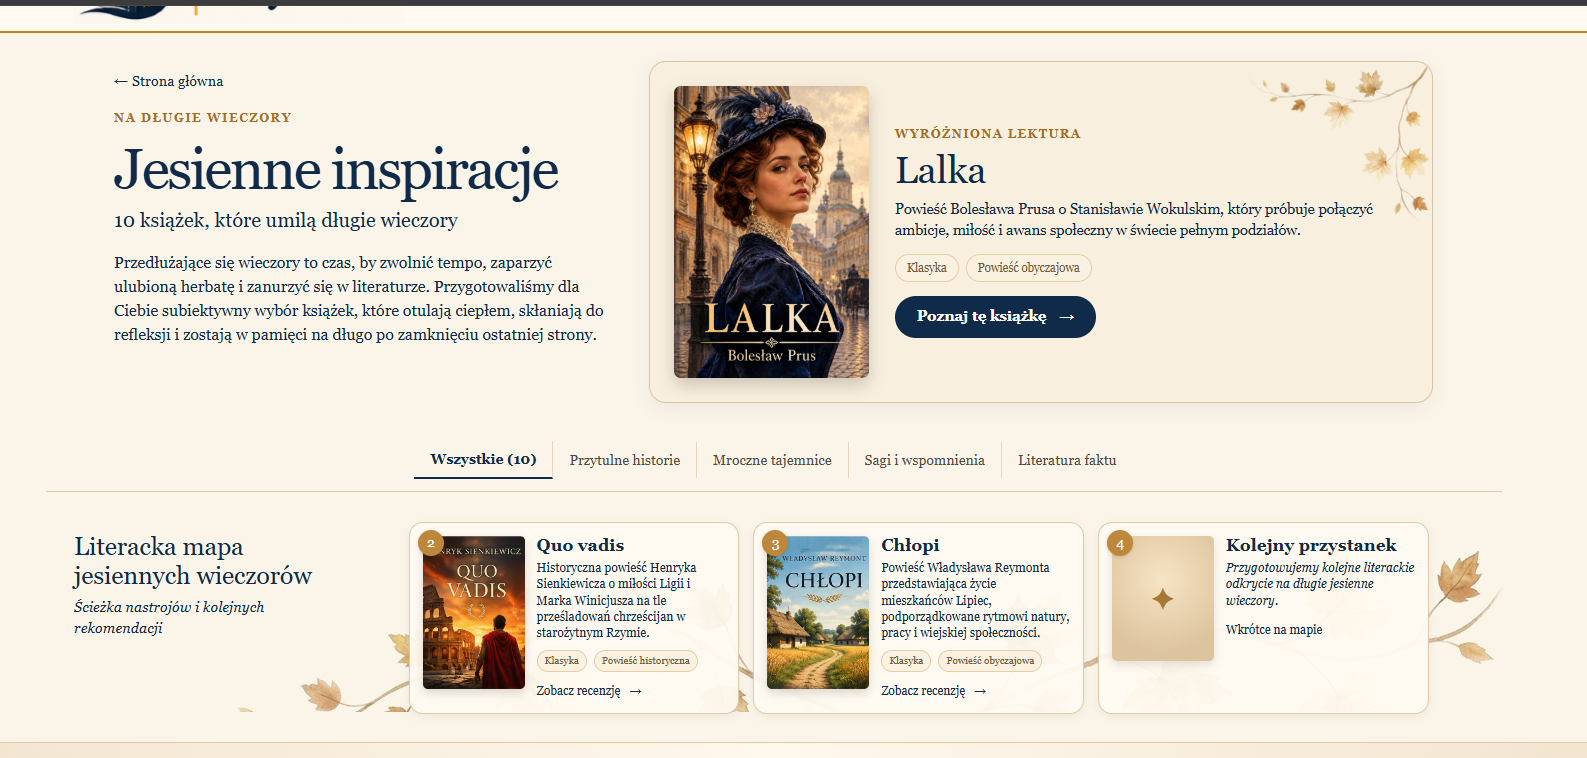 ← Strona główna
NA DŁUGIE WIECZORY
Jesienne inspiracje
10 książek, które umilą długie wieczory
Przedłużające się wieczory to czas, by zwolnić tempo, zaparzyć
ulubioną herbatę i zanurzyć się w literaturze. Przygotowaliśmy dla
Ciebie subiektywny wybór książek, które otulają ciepłem, skłaniają do
refleksji i zostają w pamięci na długo po zamknięciu ostatniej strony.
LALKA
Bolesław Prus
WYRÓŻNIONA LEKTURA
Lalka
Powieść Bolesława Prusa o Stanisławie Wokulskim, który próbuje połączyć
ambicje, miłość i awans społeczny w świecie pełnym podziałów.
Klasyka
Powieść obyczajowa
Poznaj tę książkę →
Wszystkie (10)
Przytulne historie
Mroczne tajemnice
Sagi i wspomnienia
Literatura faktu
Literacka mapa
jesiennych wieczorów
Ścieżka nastrojów i kolejnych
rekomendacji
2
SIENKIEWICZ
QUO
VADIS
Quo vadis
Historyczna powieść Henryka
Sienkiewicza o miłości Ligii i
Marka Winicjusza na tle
prześladowań chrześcijan w
starożytnym Rzymie.
Klasyka
Powieść historyczna
Zobacz recenzję →
3
WŁADYSŁAW REYMONT
CHŁOPI
Chłopi
Powieść Władysława Reymonta
przedstawiająca życie
mieszkańców Lipiec,
podporządkowane rytmowi natury,
pracy i wiejskiej społeczności.
Klasyka
Powieść obyczajowa
Zobacz recenzję →
4
Kolejny przystanek
Przygotowujemy kolejne literackie
odkrycie na długie jesienne
wieczory.
Wkrótce na mapie